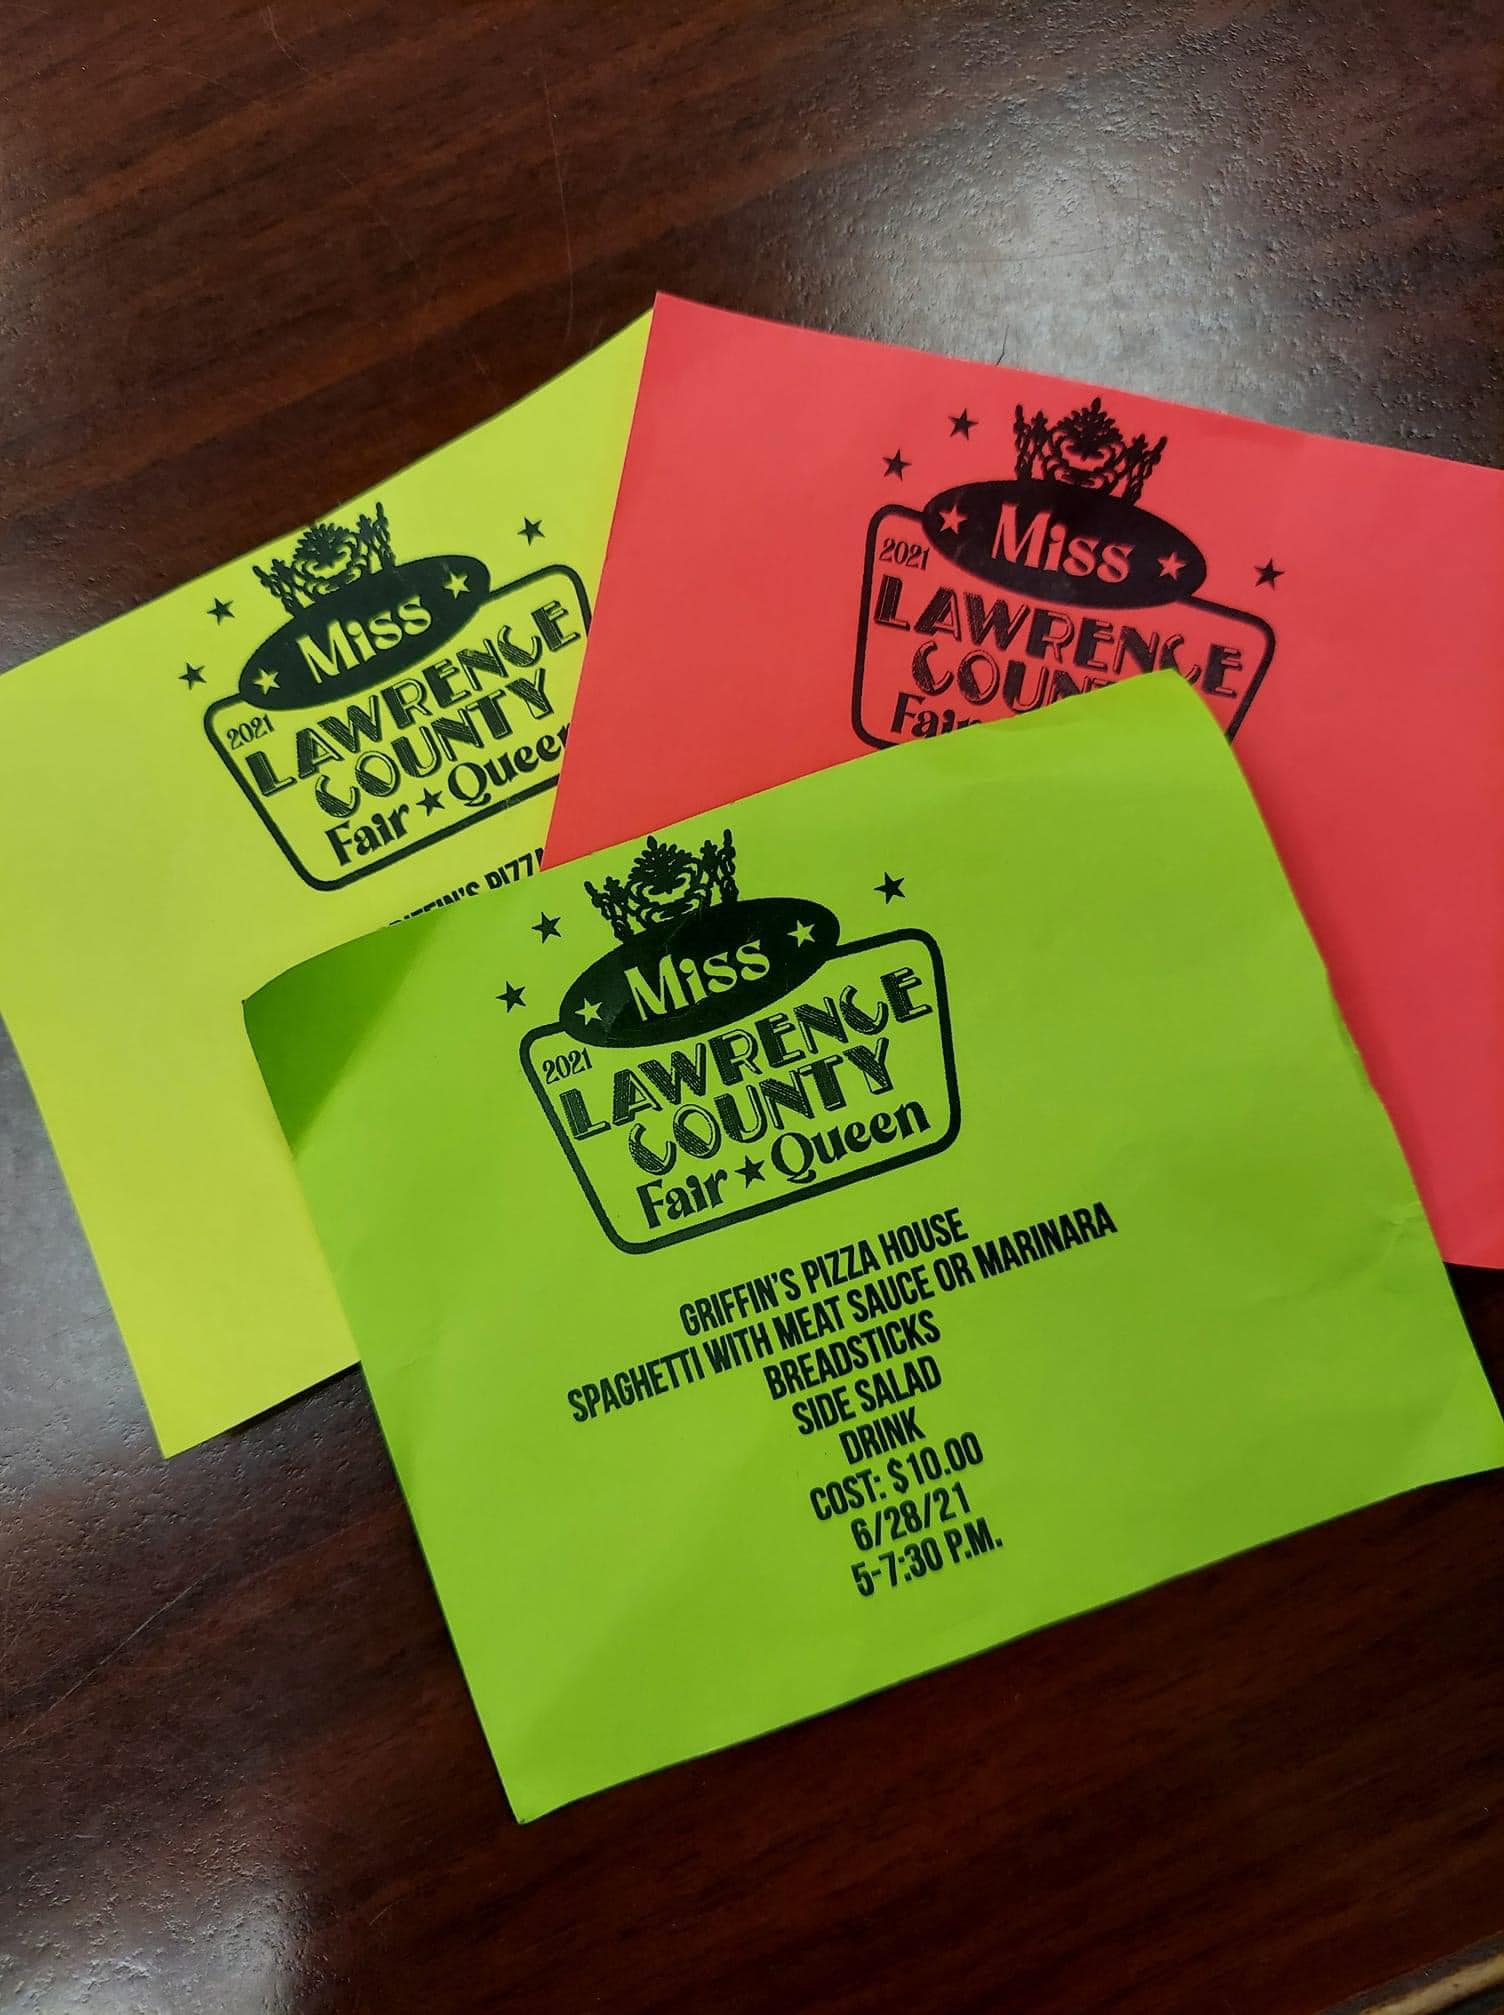 Miss
2021
LAWRENCE
COUNTY
Fair Queen
GRIFFIN'S
Miss
2021
LAWRENCE
Fair
Miss
2021
LAWRENCE
COUNTY
Fair Queen
GRIFFIN'S PIZZA HOUSE
SPAGHETTI WITH MEAT SAUCE OR MARINARA
BREADSTICKS
SIDE SALAD
DRINK
COST: $10.00
6/28/21
5-7:30 P.M.